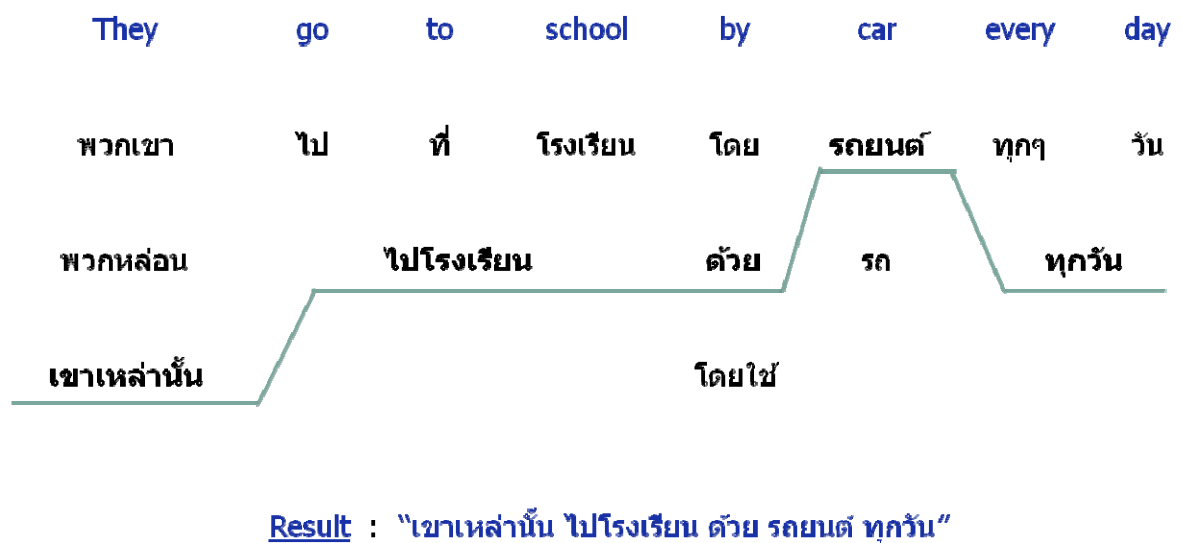 They go to school by car every day
พวกเขา ไป ที่ โรงเรียน โดย รถยนต์ ทุกๆ วัน
พวกหล่อน ไปโรงเรียน ด้วย รถ ทุกวัน
เขาเหล่านั้น โดยใช้
Result : “เขาเหล่านั้น ไปโรงเรียน ด้วย รถยนต์ ทุกวัน”